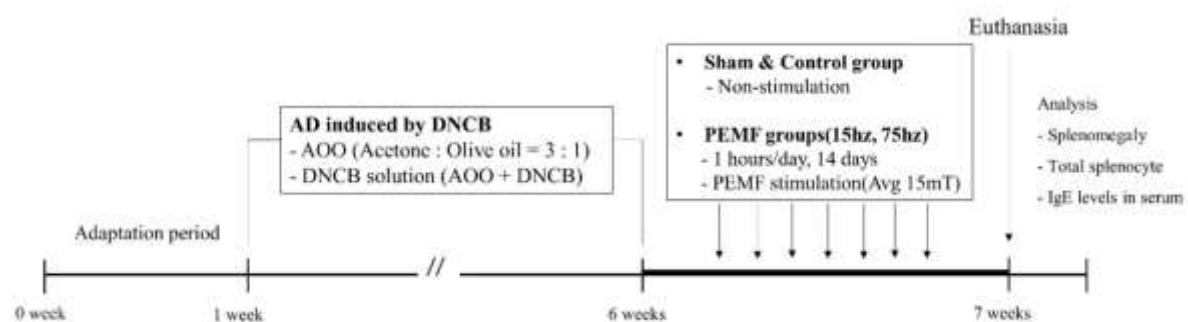 Euthanasia
• Sham & Control group
- Non-stimulation
• PEMF groups(15hz, 75hz)
- 1 hours/day, 14 days
- PEMF stimulation(Avg 15mT)
AD induced by DNCB
- AOO (Acetone : Olive oil = 3 : 1)
- DNCB solution (AOO + DNCB)
Analysis
- Splenomegaly
- Total splenocyte
- IgE levels in serum
Adaptation period
//
0 week
1 week
6 weeks
7 weeks